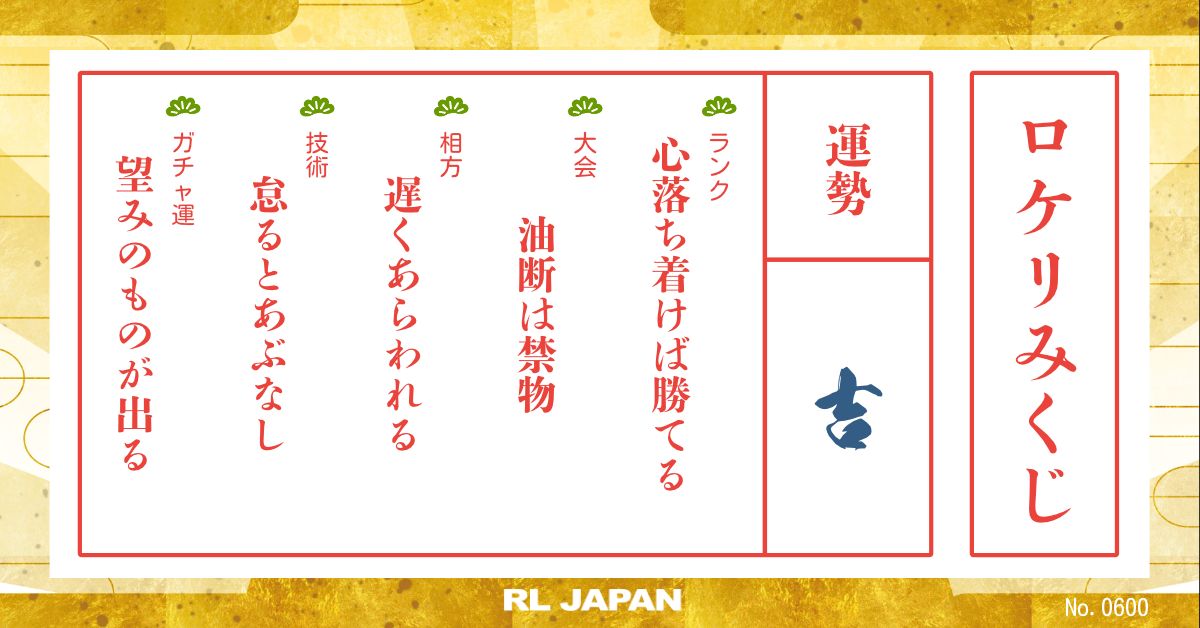 ロケリみくじ
運勢
吉
ランク
心落ち着けば勝てる
大会
油断は禁物
相方
遅くあらわれる
技術
怠るとあぶなし
ガチャ運
望みのものが出る
RL JAPAN
No. 0600